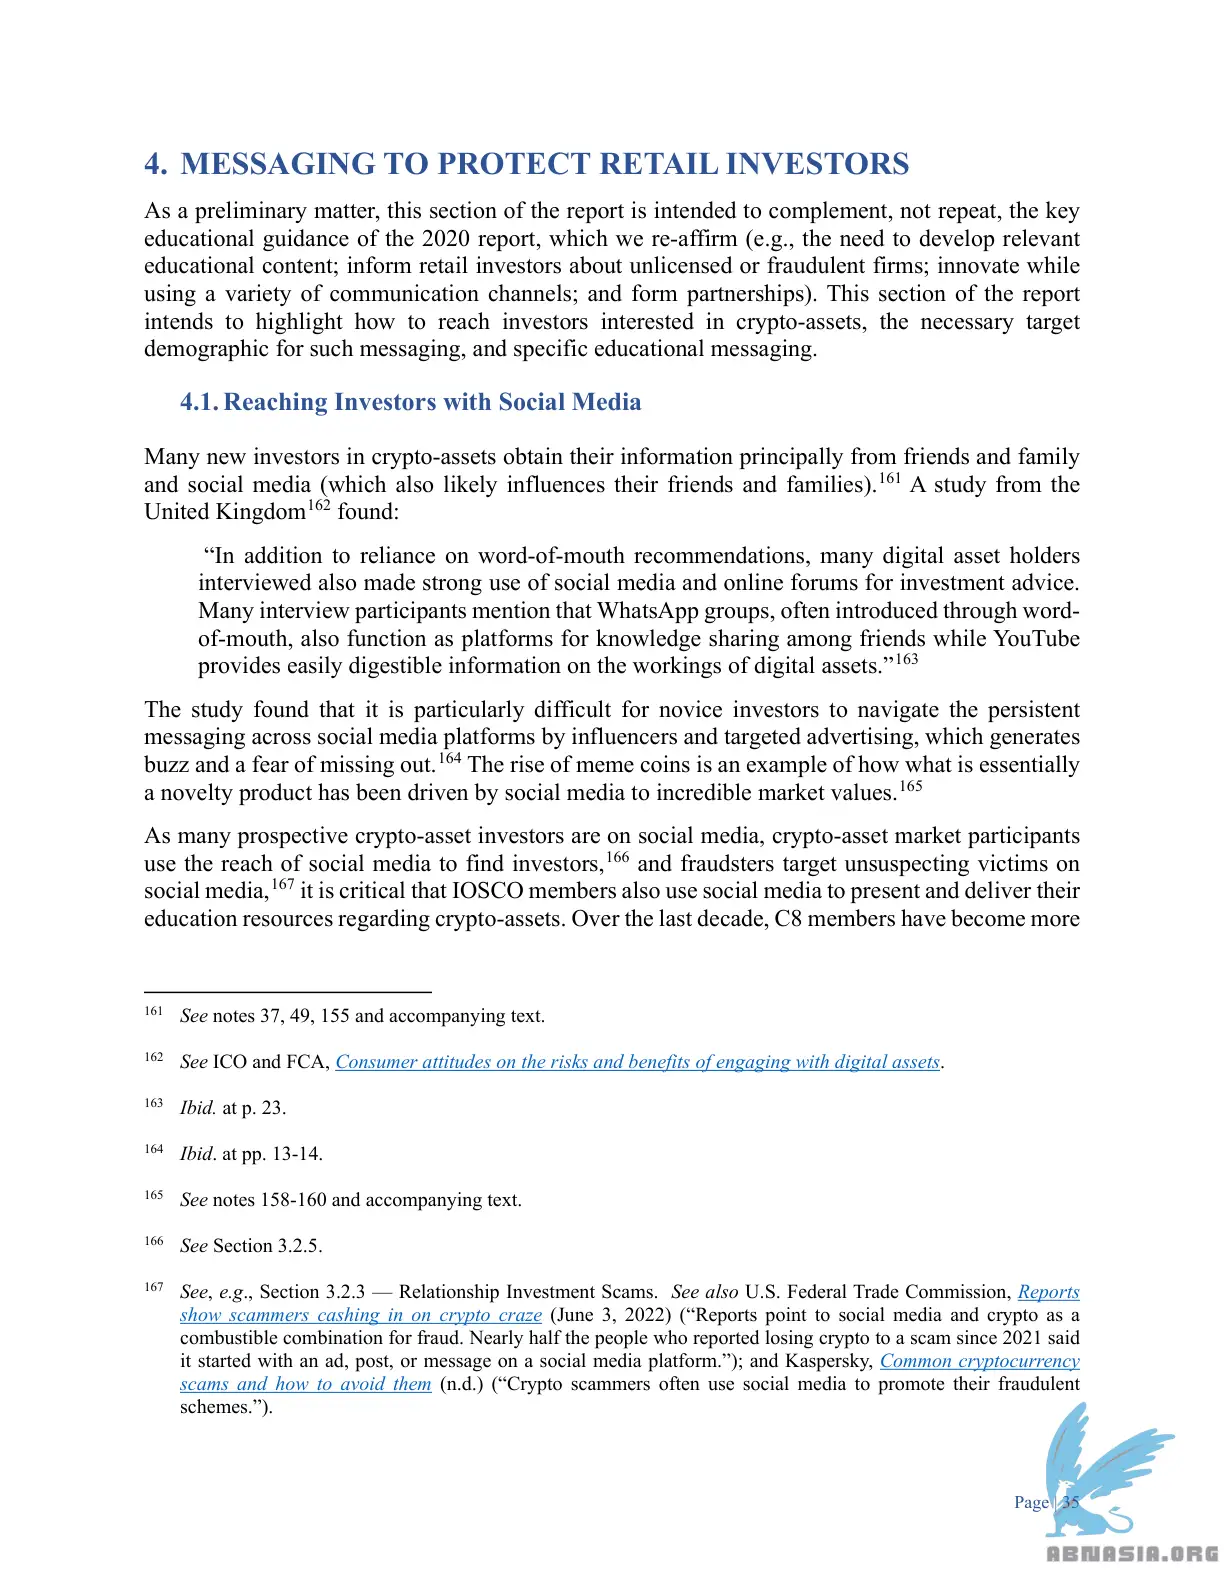 4. MESSAGING TO PROTECT RETAIL INVESTORS
As a preliminary matter, this section of the report is intended to complement, not repeat, the key
educational guidance of the 2020 report, which we re-affirm (e.g., the need to develop relevant
educational content; inform retail investors about unlicensed or fraudulent firms; innovate while
using a variety of communication channels; and form partnerships). This section of the report
intends to highlight how to reach investors interested in crypto-assets, the necessary target
demographic for such messaging, and specific educational messaging.
4.1. Reaching Investors with Social Media
Many new investors in crypto-assets obtain their information principally from friends and family
and social media (which also likely influences their friends and families).161 A study from the
United Kingdom162 found:
“In addition to reliance on word-of-mouth recommendations, many digital asset holders
interviewed also made strong use of social media and online forums for investment advice.
Many interview participants mention that WhatsApp groups, often introduced through word-
of-mouth, also function as platforms for knowledge sharing among friends while YouTube
provides easily digestible information on the workings of digital assets.”163
The study found that it is particularly difficult for novice investors to navigate the persistent
messaging across social media platforms by influencers and targeted advertising, which generates
buzz and a fear of missing out.164 The rise of meme coins is an example of how what is essentially
a novelty product has been driven by social media to incredible market values.165
As many prospective crypto-asset investors are on social media, crypto-asset market participants
use the reach of social media to find investors,166 and fraudsters target unsuspecting victims on
social media,167 it is critical that IOSCO members also use social media to present and deliver their
education resources regarding crypto-assets. Over the last decade, C8 members have become more
161 See notes 37, 49, 155 and accompanying text.
162 See ICO and FCA, Consumer attitudes on the risks and benefits of engaging with digital assets.
163 Ibid. at p. 23.
164 Ibid. at pp. 13-14.
165 See notes 158-160 and accompanying text.
166 See Section 3.2.5.
167 See, e.g., Section 3.2.3 — Relationship Investment Scams. See also U.S. Federal Trade Commission, Reports
show scammers cashing in on crypto craze (June 3, 2022) (“Reports point to social media and crypto as a
combustible combination for fraud. Nearly half the people who reported losing crypto to a scam since 2021 said
it started with an ad, post, or message on a social media platform.”); and Kaspersky, Common cryptocurrency
scams and how to avoid them (n.d.) (“Crypto scammers often use social media to promote their fraudulent
schemes.”).
Page | 35
ABNASIA.ORG